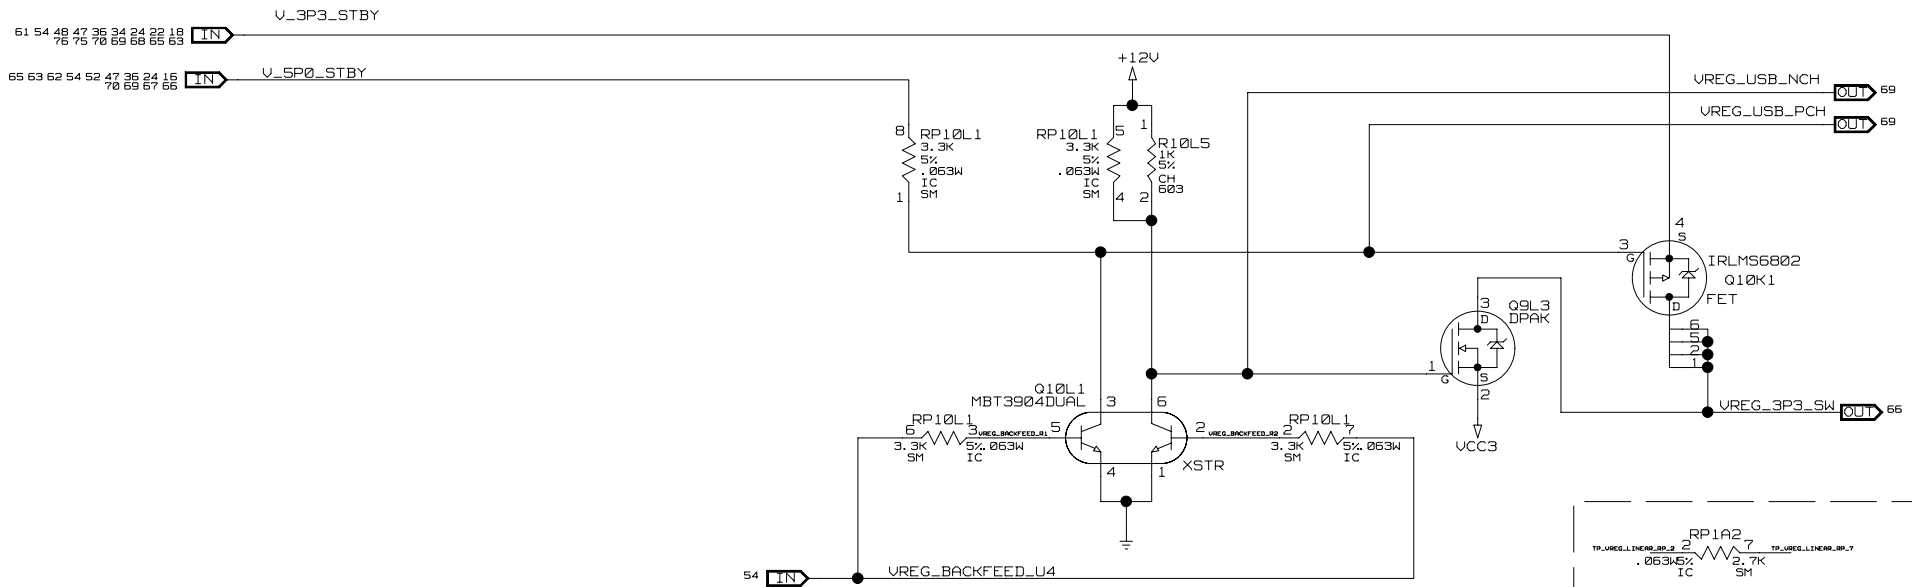 V_3P3_STBY
61 54 48 47 36 34 24 22 18
76 75 70 69 68 65 63
IN
V_5P0_STBY
65 63 62 54 52 47 36 24 16
70 69 67 66
IN
+12V
VREG_USB_NCH
OUT 69
VREG_USB_PCH
OUT 69
8 RP10L1
3.3K
5%
.063W
IC
SM
1
RP10L1 5
3.3K
5%
.063W
IC
SM
4
1
R10L5
1K
5%
CH
603
2
4
S
3
G
IRLMS6802
Q10K1
FET
D
6
5
2
1
3
D
Q9L3
DPAK
1
G
S
2
VCC3
VREG_3P3_SW OUT 66
Q10L1
MBT3904DUAL
3
6
RP10L1
6
3.3K
SM
3
5% .063W
IC
VREG_BACKFEED_R1
5
2
VREG_BACKFEED_R2
RP10L1
2
3.3K
SM
7
5% .063W
IC
4
1
XSTR
54 IN
VREG_BACKFEED_U4
RP1A2
TP_VREG_LINEAR_RP_2
2
7
TP_VREG_LINEAR_RP_7
.063W5%
2.7K
IC
SM